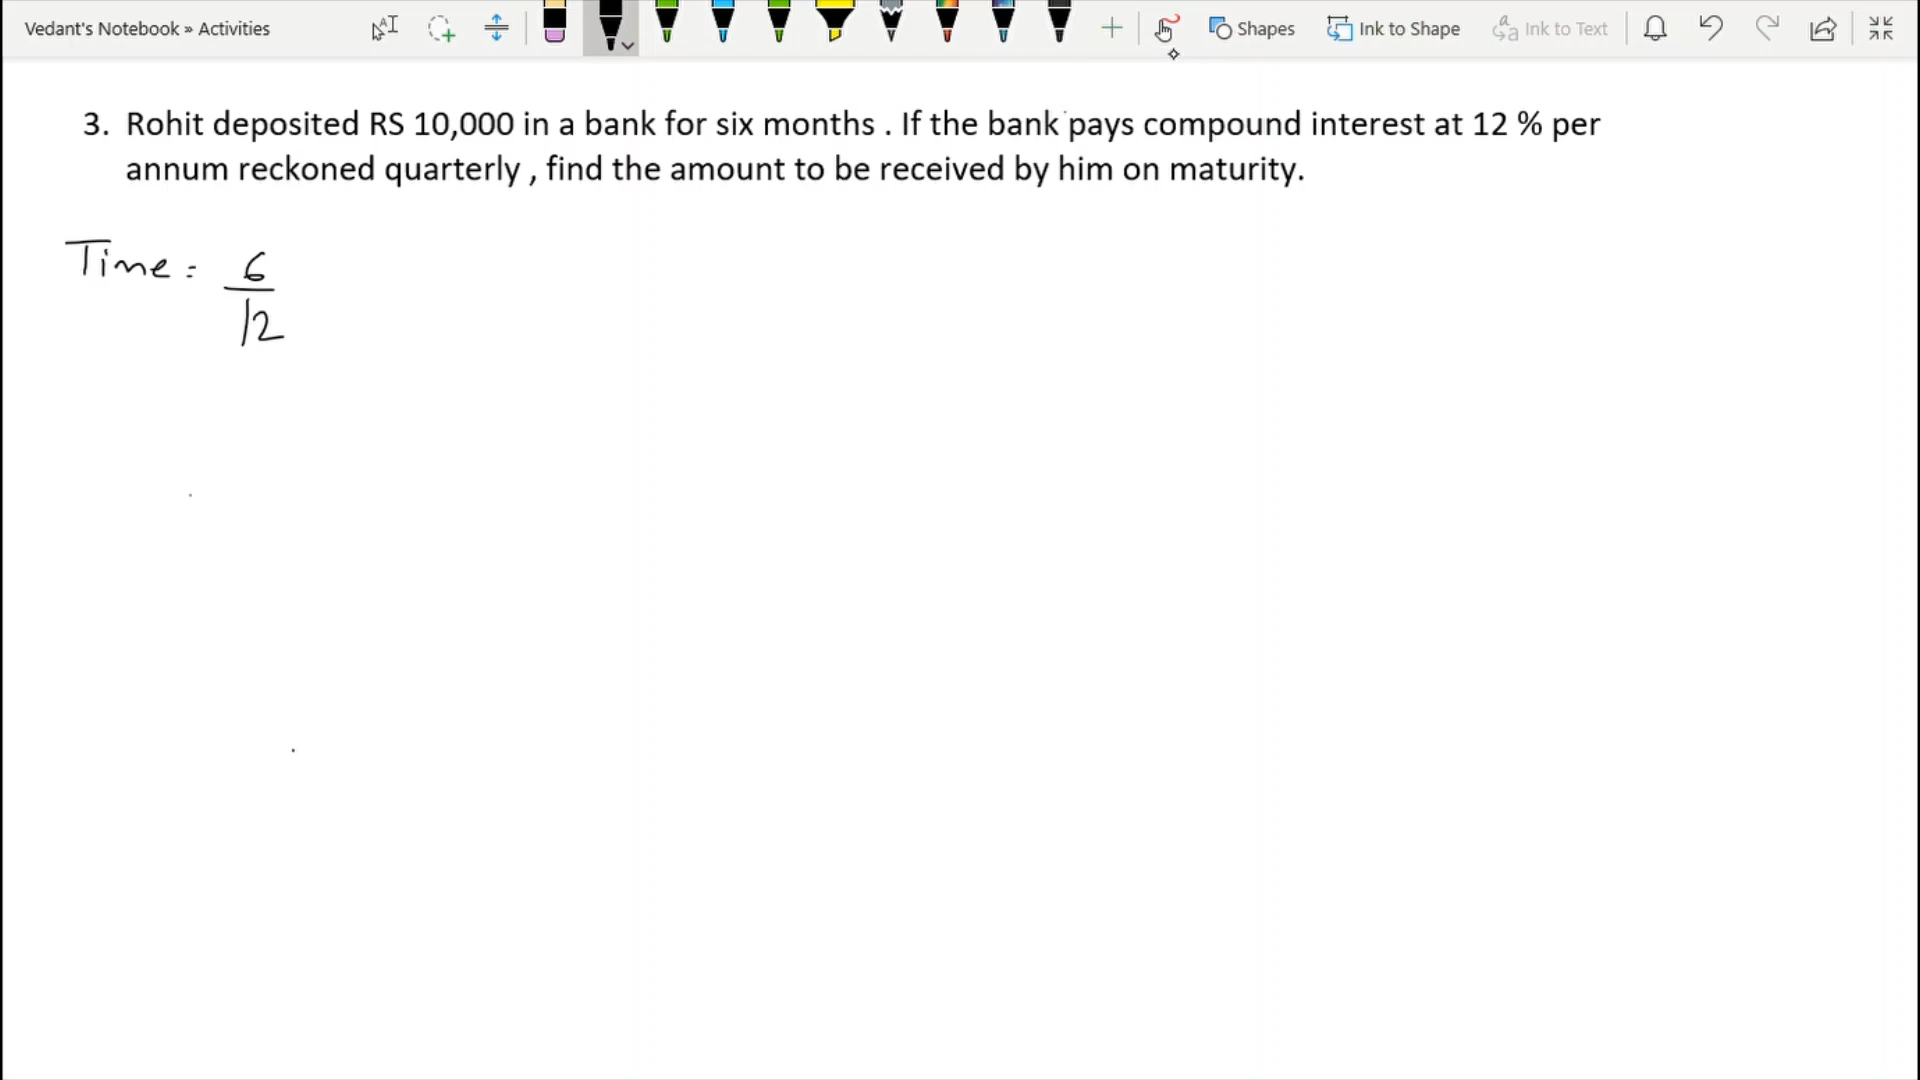 Vedant's Notebook » Activities
Shapes
Ink to Shape
Ink to Text
3. Rohit deposited RS 10,000 in a bank for six months . If the bank pays compound interest at 12 % per
annum reckoned quarterly , find the amount to be received by him on maturity.
Time = 6
12